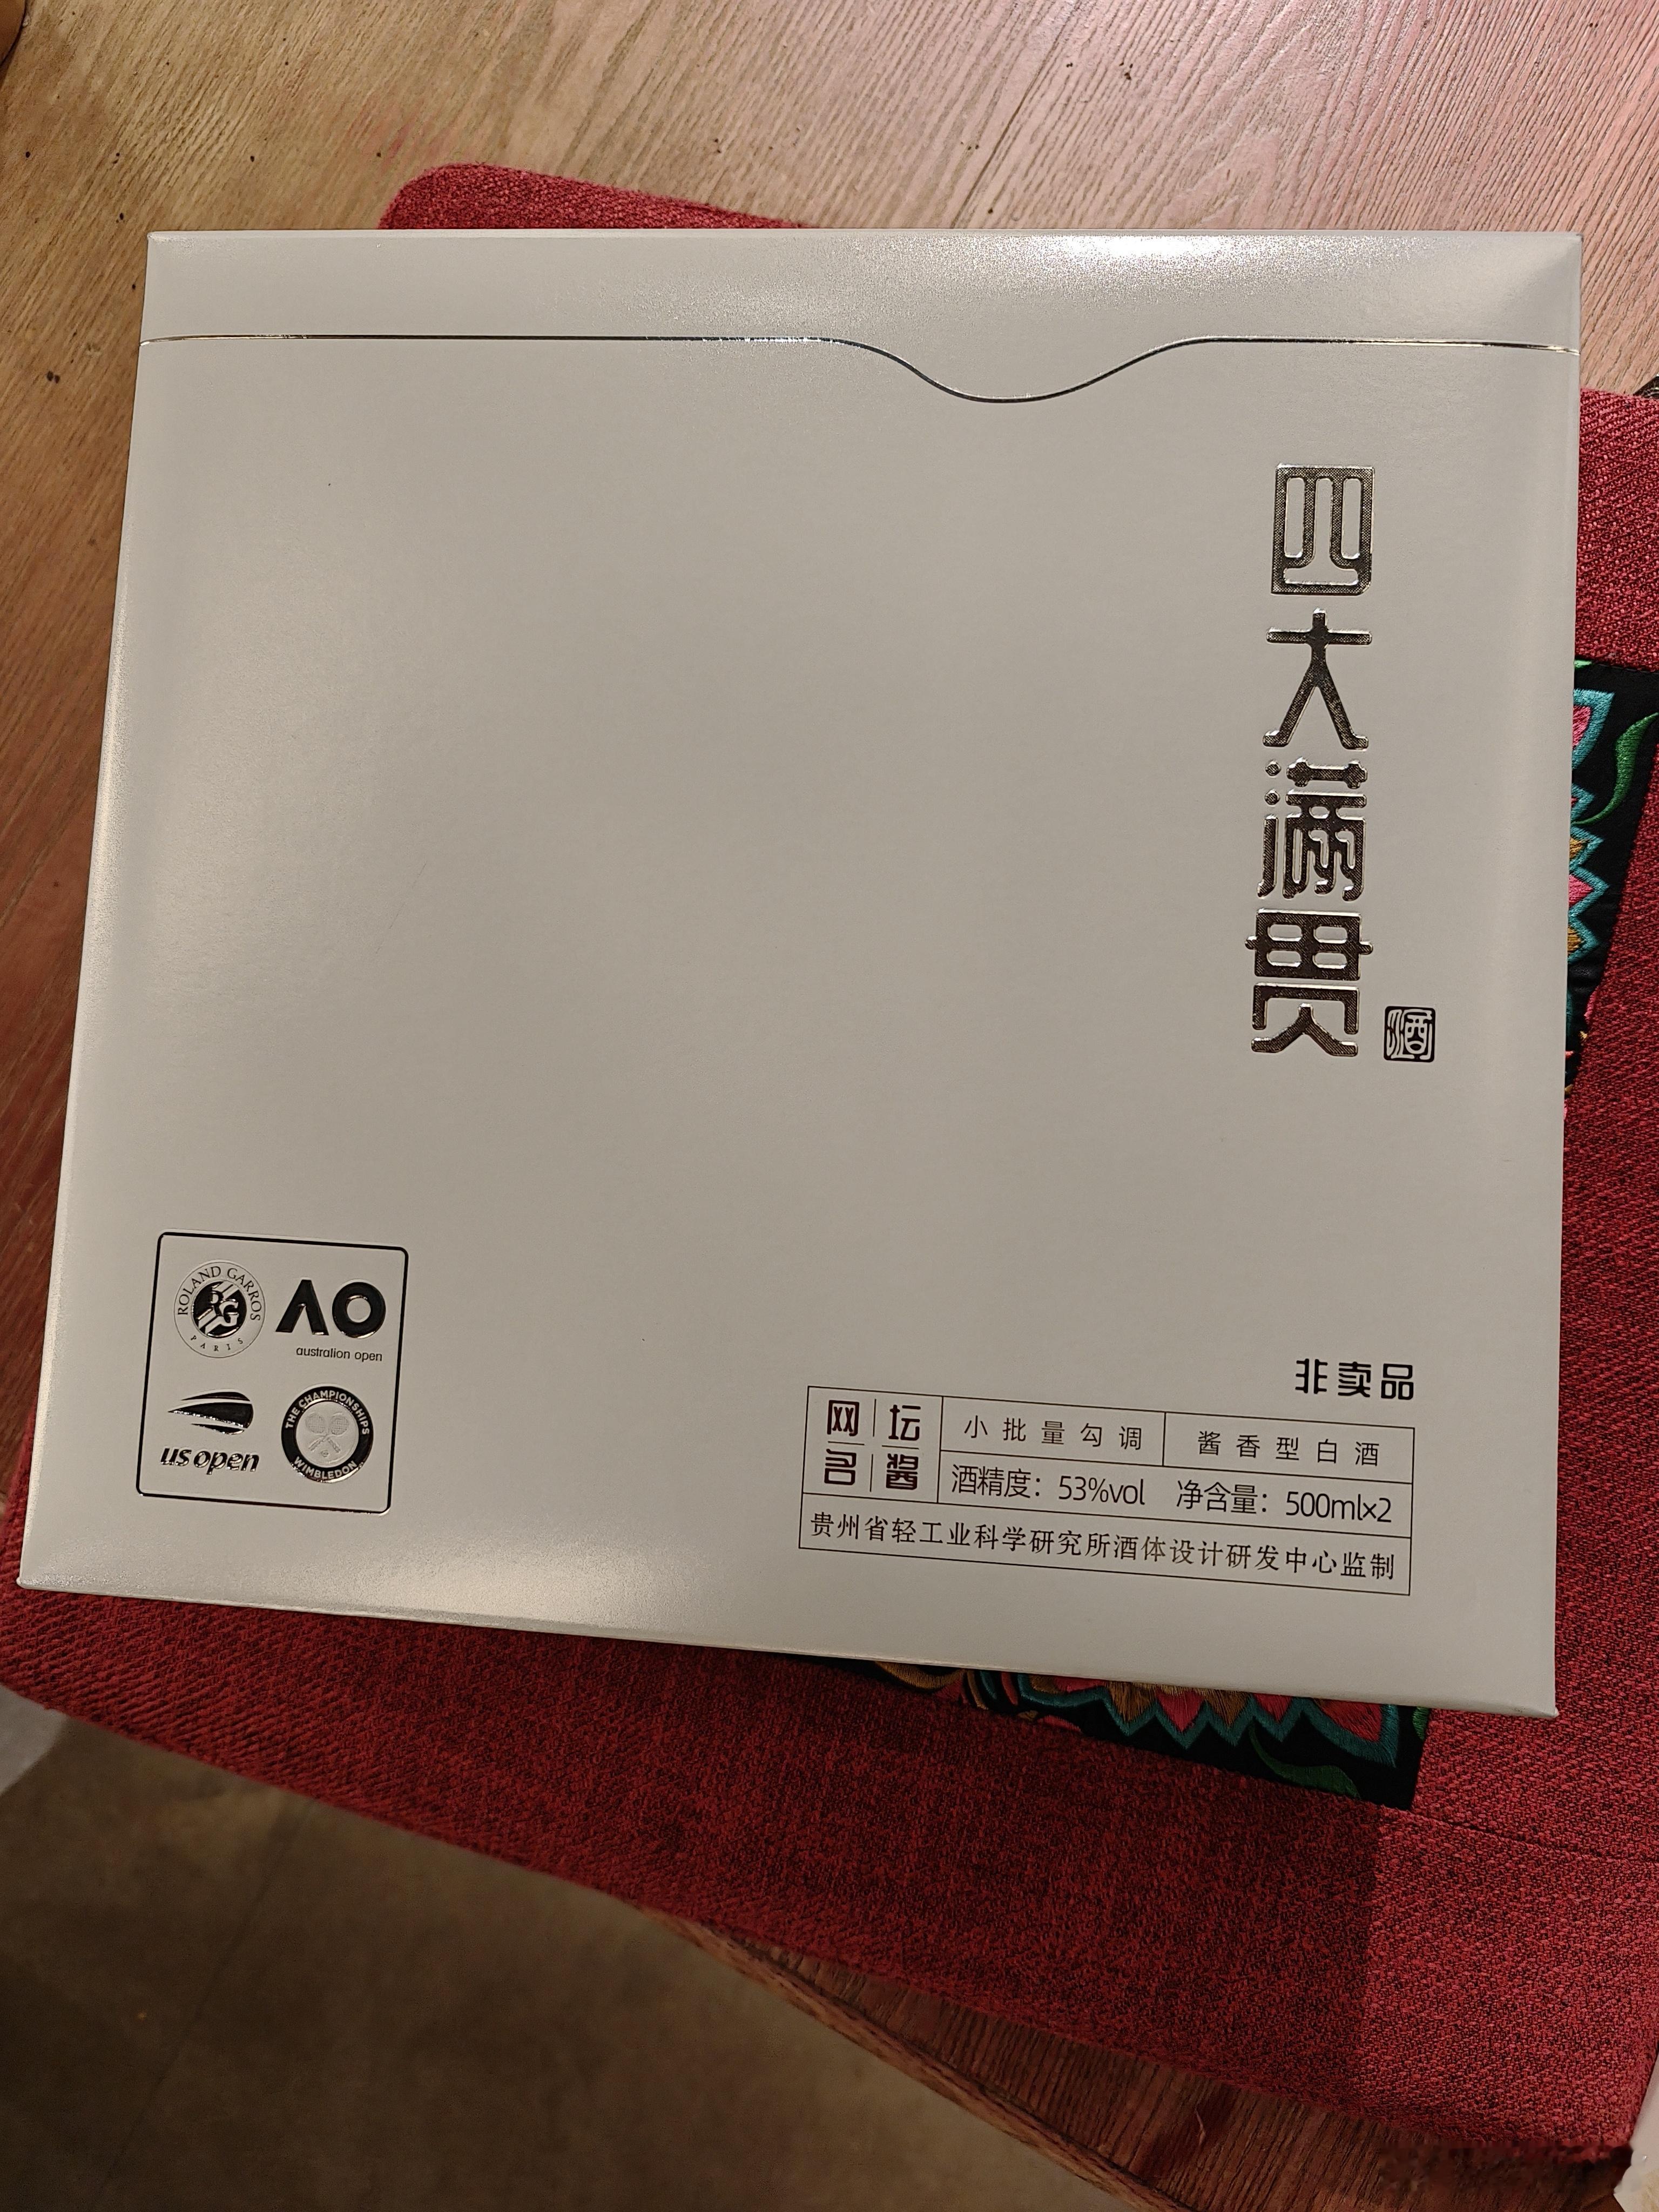 四大满贯
酒
ROLAND GARROS
RG
PARIS
AO
australian open
us open
THE CHAMPIONSHIPS
WIMBLEDON
非卖品
网坛
名酱
小批量勾调
酱香型白酒
酒精度：53%vol 净含量：500ml×2
贵州省轻工业科学研究所酒体设计研发中心监制